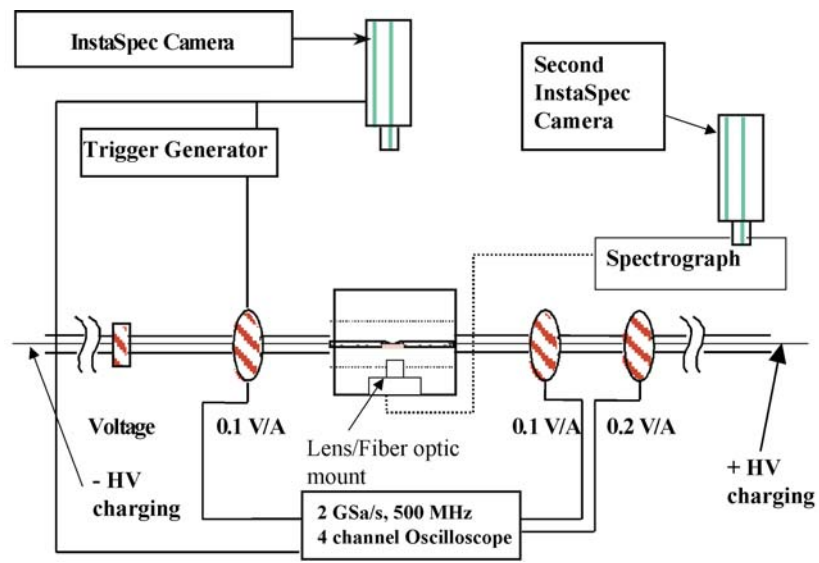 InstaSpec Camera
Second
InstaSpec
Camera
Trigger Generator
Spectrograph
Voltage
0.1 V/A
Lens/Fiber optic
mount
0.1 V/A
0.2 V/A
- HV
charging
+ HV
charging
2 GSa/s, 500 MHz
4 channel Oscilloscope